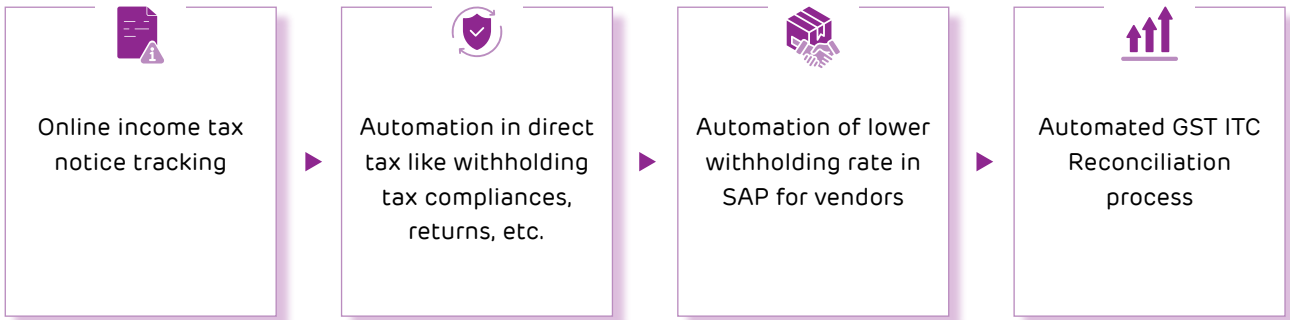 Online income tax
notice tracking
Automation in direct
tax like withholding
tax compliances,
returns, etc.
Automation of lower
withholding rate in
SAP for vendors
Automated GST ITC
Reconciliation
process